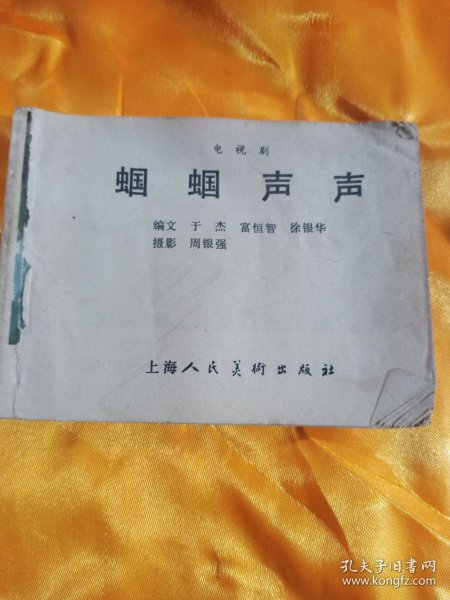 电视剧
蝈蝈声声
编文 于杰 富恒智 徐银华
摄影 周银强
上海人民美術出版社
孔夫子旧书网
www.kongfz.com